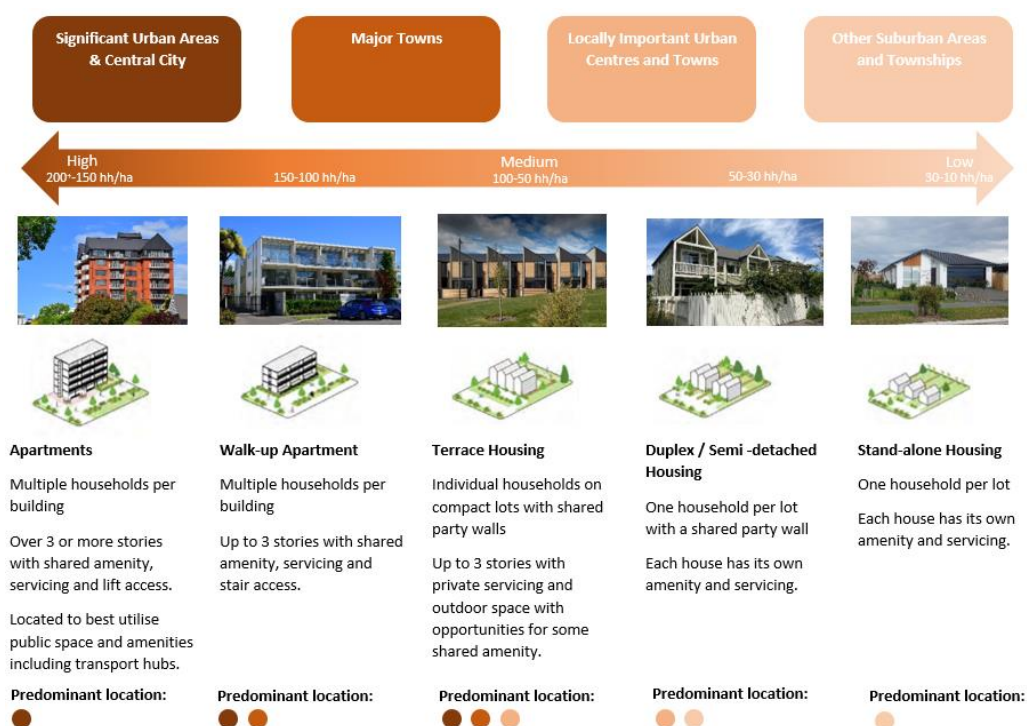 Significant Urban Areas
& Central City
Major Towns
Locally Important Urban
Centres and Towns
Other Suburban Areas
and Townships
High
200⁺-150 hh/ha
150-100 hh/ha
Medium
100-50 hh/ha
50-30 hh/ha
Low
30-10 hh/ha
Apartments
Multiple households per
building
Over 3 or more stories
with shared amenity,
servicing and lift access.
Located to best utilise
public space and amenities
including transport hubs.
Predominant location:
Walk-up Apartment
Multiple households per
building
Up to 3 stories with shared
amenity, servicing and
stair access.
Predominant location:
Terrace Housing
Individual households on
compact lots with shared
party walls
Up to 3 stories with
private servicing and
outdoor space with
opportunities for some
shared amenity.
Predominant location:
Duplex / Semi -detached
Housing
One household per lot
with a shared party wall
Each house has its own
amenity and servicing.
Predominant location:
Stand-alone Housing
One household per lot
Each house has its own
amenity and servicing.
Predominant location: